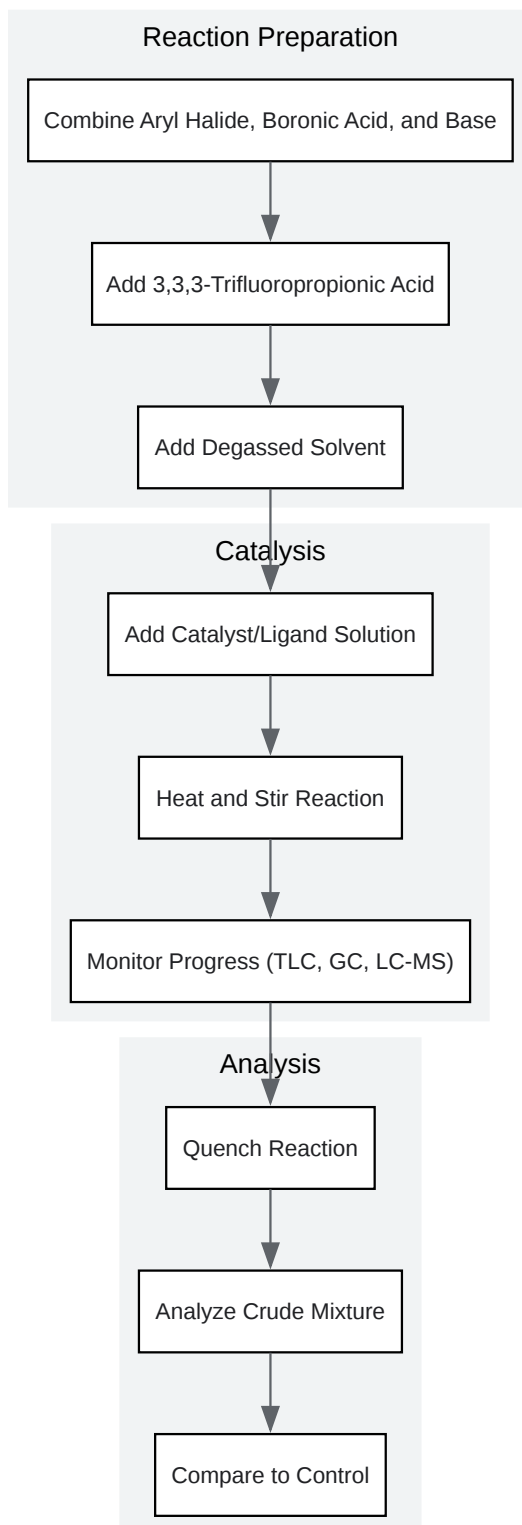 Reaction Preparation
Combine Aryl Halide, Boronic Acid, and Base
Add 3,3,3-Trifluoropropionic Acid
Add Degassed Solvent
Catalysis
Add Catalyst/Ligand Solution
Heat and Stir Reaction
Monitor Progress (TLC, GC, LC-MS)
Analysis
Quench Reaction
Analyze Crude Mixture
Compare to Control